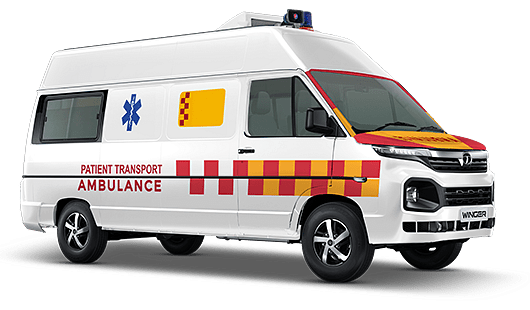 PATIENT TRANSPORT
AMBULANCE
WINGER